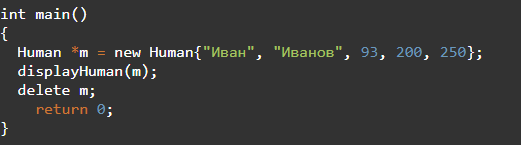 int main()
{
  Human *m = new Human{"Иван", "Иванов", 93, 200, 250};
  displayHuman(m);
  delete m;
    return 0;
}